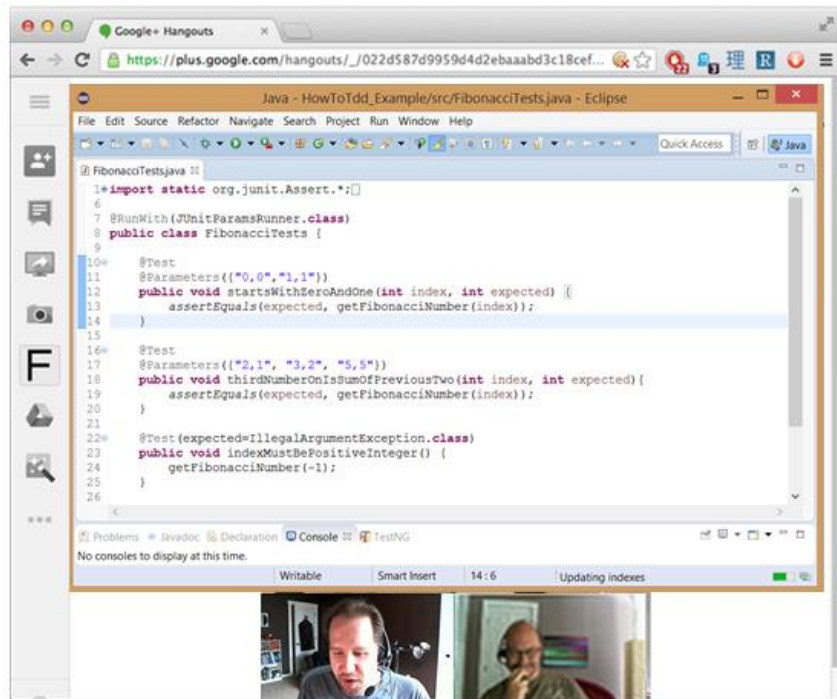 Google+ Hangouts
https://plus.google.com/hangouts/_/022d587d9959d4d2ebaaabd3c18cef...
22
3
理
R
Java - HowToTdd_Example/src/FibonacciTests.java - Eclipse
File Edit Source Refactor Navigate Search Project Run Window Help
Quick Access
Java
FibonacciTests.java
1 import static org.junit.Assert.*;
6
7 @RunWith(JUnitParamsRunner.class)
8 public class FibonacciTests {
9
10 @Test
11 @Parameters({"0,0","1,1"})
12 public void startsWithZeroAndOne(int index, int expected) {
13 assertEquals(expected, getFibonacciNumber(index));
14 }
15
16 @Test
17 @Parameters({"2,1", "3,2", "5,5"})
18 public void thirdNumberOnIsSumOfPreviousTwo(int index, int expected){
19 assertEquals(expected, getFibonacciNumber(index));
20 }
21
22 @Test(expected=IllegalArgumentException.class)
23 public void indexMustBePositiveInteger() {
24 getFibonacciNumber(-1);
25 }
26
F
Problems Javadoc Declaration Console TestNG
No consoles to display at this time.
Writable Smart Insert 14 : 6 Updating indexes